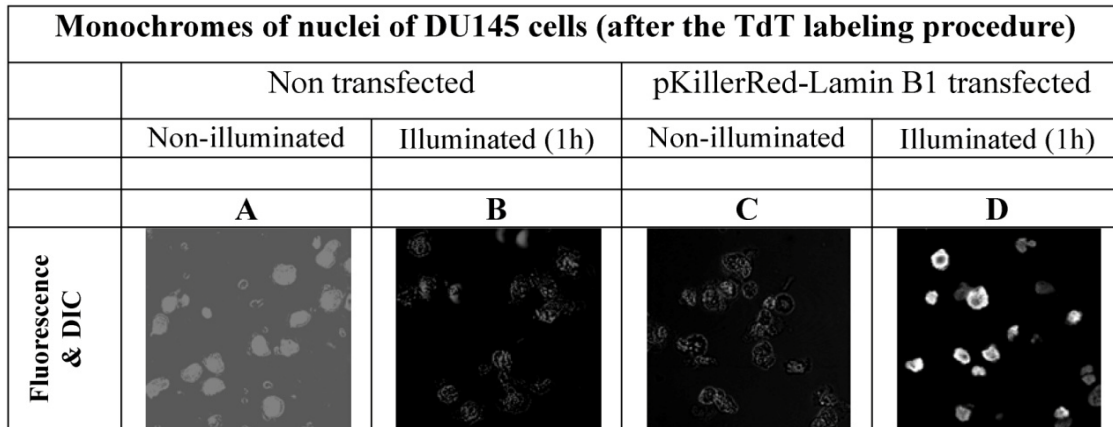 Monochromes of nuclei of DU145 cells (after the TdT labeling procedure)
Non transfected
pKillerRed-Lamin B1 transfected
Non-illuminated
Illuminated (1h)
Non-illuminated
Illuminated (1h)
A
B
C
D
Fluorescence
& DIC